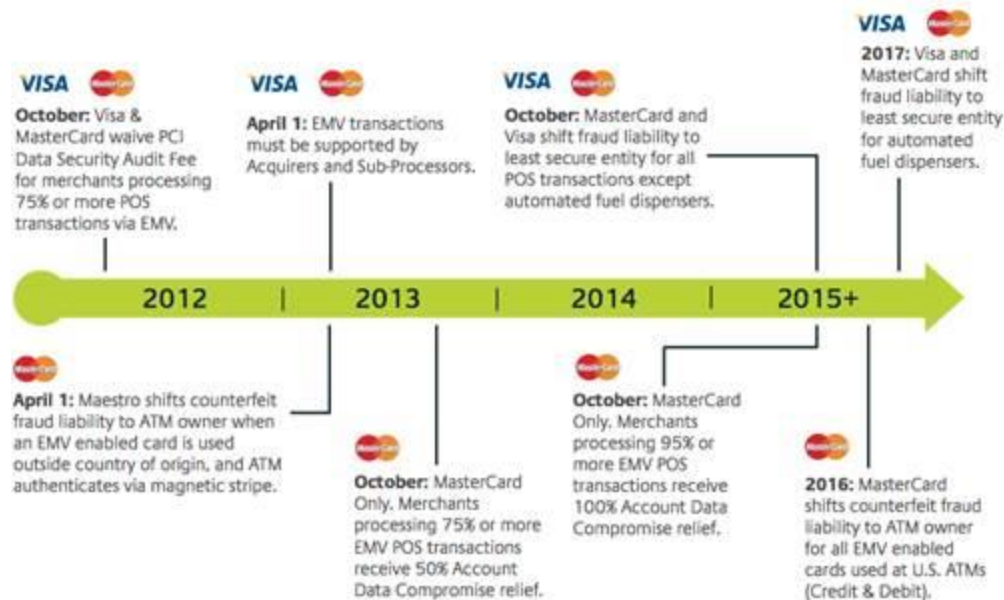 VISA MasterCard
October: Visa &
MasterCard waive PCI
Data Security Audit Fee
for merchants processing
75% or more POS
transactions via EMV.
VISA MasterCard
April 1: EMV transactions
must be supported by
Acquirers and Sub-Processors.
VISA MasterCard
October: MasterCard and
Visa shift fraud liability to
least secure entity for all
POS transactions except
automated fuel dispensers.
VISA MasterCard
2017: Visa and
MasterCard shift
fraud liability to
least secure entity
for automated
fuel dispensers.
2012 | 2013 | 2014 | 2015+
MasterCard
April 1: Maestro shifts counterfeit
fraud liability to ATM owner when
an EMV enabled card is used
outside country of origin, and ATM
authenticates via magnetic stripe.
MasterCard
October: MasterCard
Only. Merchants
processing 75% or more
EMV POS transactions
receive 50% Account
Data Compromise relief.
MasterCard
October: MasterCard
Only. Merchants
processing 95% or
more EMV POS
transactions receive
100% Account Data
Compromise relief.
MasterCard
2016: MasterCard
shifts counterfeit fraud
liability to ATM owner
for all EMV enabled
cards used at U.S. ATMs
(Credit & Debit).